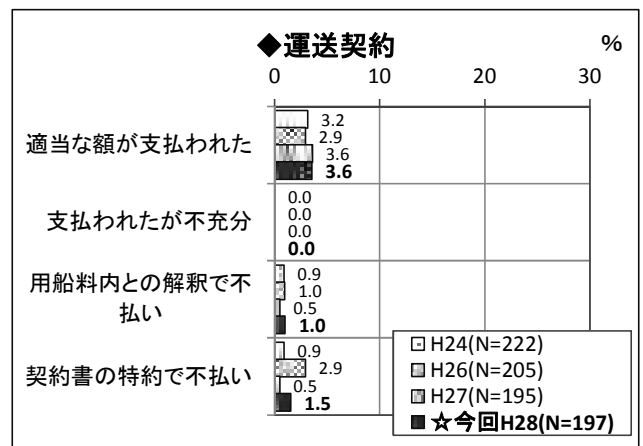 ◆運送契約 %
0 10 20 30
適当な額が支払われた
3.2
2.9
3.6
3.6
支払われたが不充分
0.0
0.0
0.0
0.0
用船料内との解釈で不
払い
0.9
1.0
0.5
1.0
契約書の特約で不払い
0.9
2.9
0.5
1.5
H24(N=222)
H26(N=205)
H27(N=195)
☆今回H28(N=197)